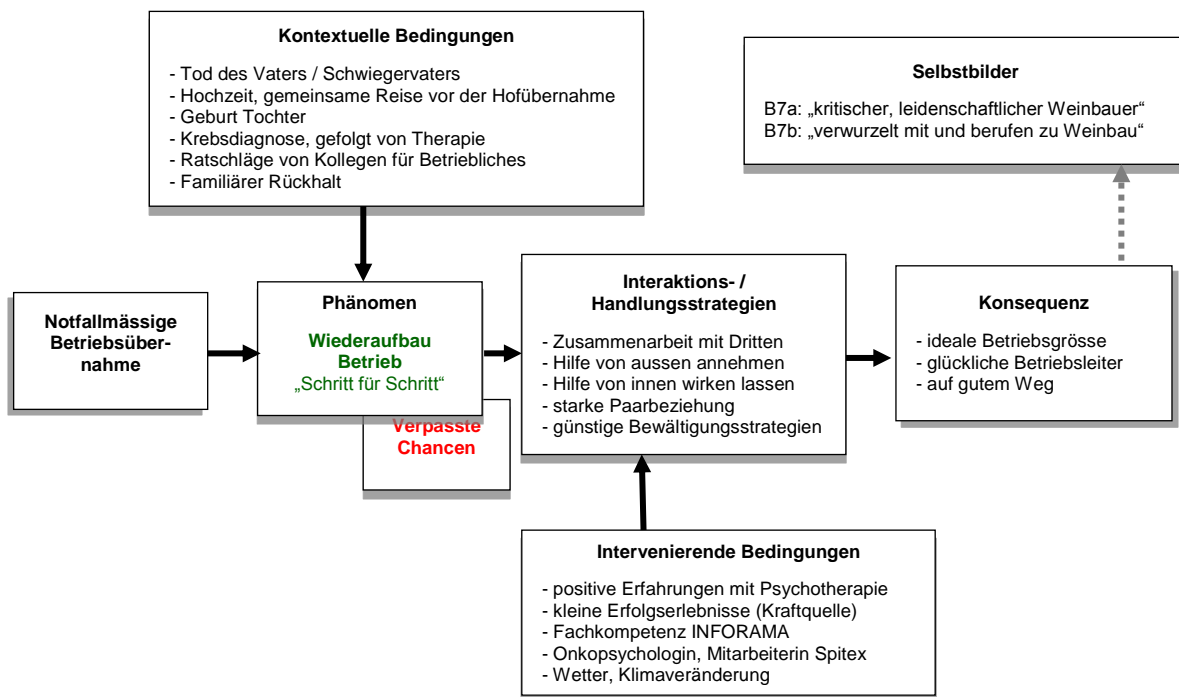 Kontextuelle Bedingungen
- Tod des Vaters / Schwiegervaters
- Hochzeit, gemeinsame Reise vor der Hofübernahme
- Geburt Tochter
- Krebsdiagnose, gefolgt von Therapie
- Ratschläge von Kollegen für Betriebliches
- Familiärer Rückhalt
Selbstbilder
B7a: „kritischer, leidenschaftlicher Weinbauer“
B7b: „verwurzelt mit und berufen zu Weinbau“
Notfallmässige
Betriebsüber-
nahme
Phänomen
Wiederaufbau
Betrieb
„Schritt für Schritt“
Verpasste
Chancen
Interaktions- /
Handlungsstrategien
- Zusammenarbeit mit Dritten
- Hilfe von aussen annehmen
- Hilfe von innen wirken lassen
- starke Paarbeziehung
- günstige Bewältigungsstrategien
Konsequenz
- ideale Betriebsgrösse
- glückliche Betriebsleiter
- auf gutem Weg
Intervenierende Bedingungen
- positive Erfahrungen mit Psychotherapie
- kleine Erfolgserlebnisse (Kraftquelle)
- Fachkompetenz INFORAMA
- Onkopsychologin, Mitarbeiterin Spitex
- Wetter, Klimaveränderung